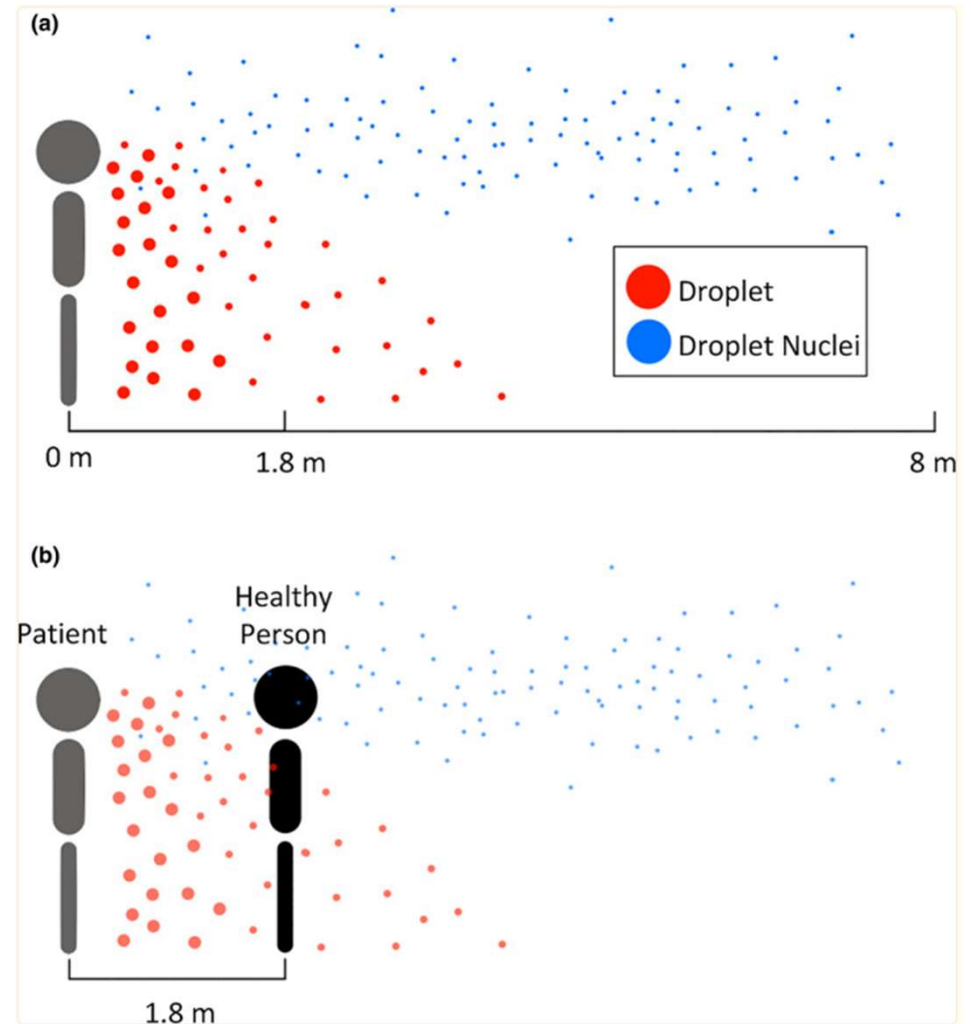 (a)
Droplet
Droplet Nuclei
0 m
1.8 m
8 m
(b)
Healthy
Person
Patient
1.8 m